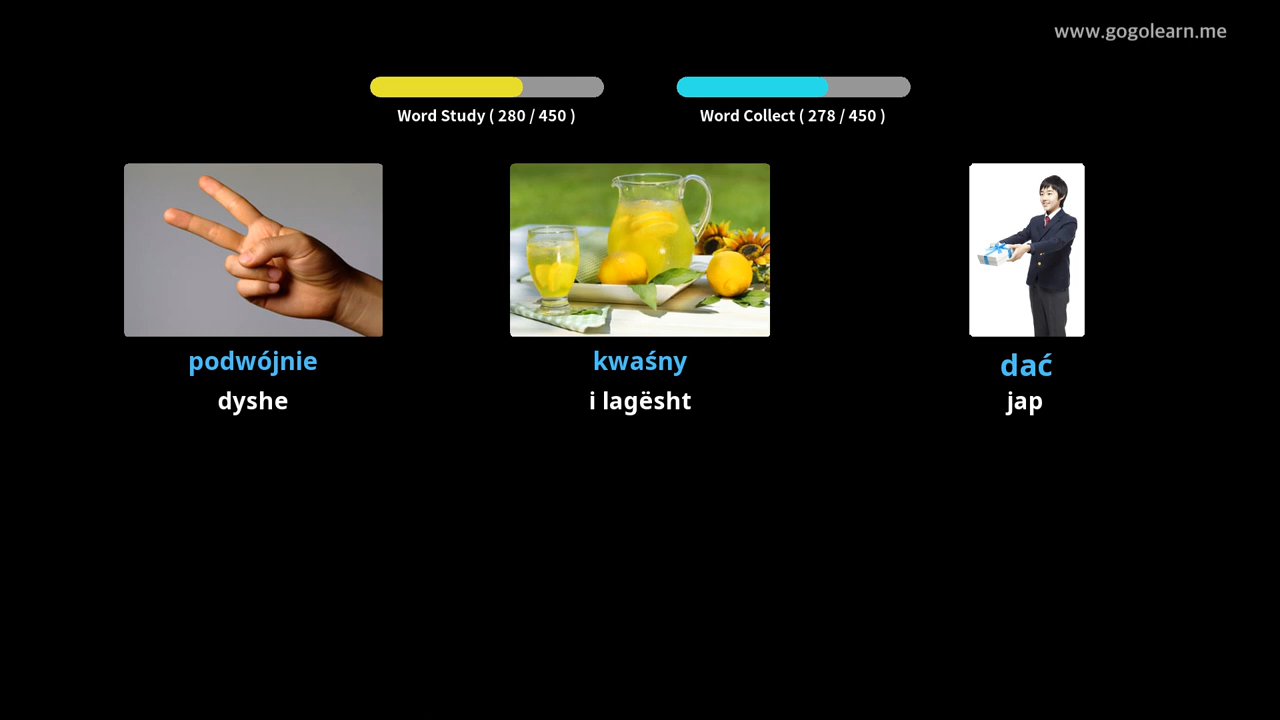 www.gogolearn.me
Word Study ( 280 / 450 )
Word Collect ( 278 / 450 )
podwójnie
kwaśny
dać
dyshe
i lagësht
jap